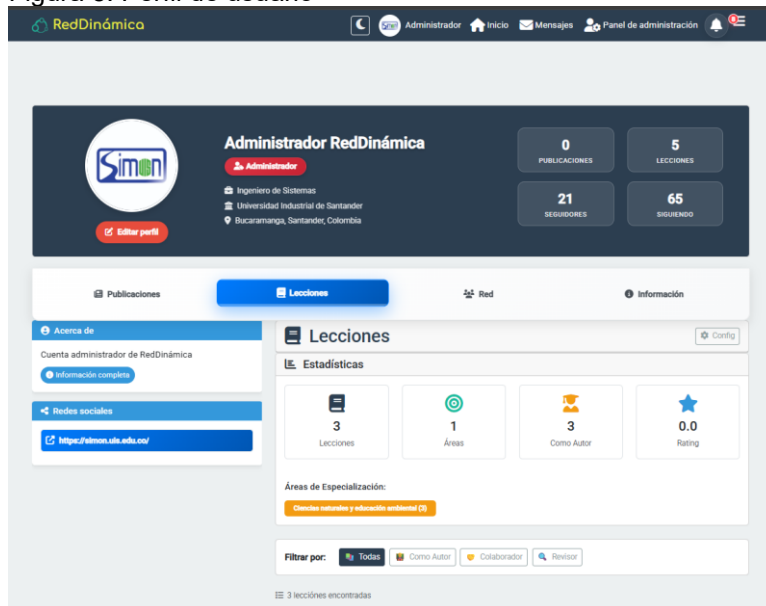 RedDinámica
Administrador Inicio Mensajes Panel de administración
Simon
Administrador RedDinámica
Administrador
Ingeniero de Sistemas
Universidad Industrial de Santander
Bucaramanga, Santander, Colombia
Editar perfil
0 5
PUBLICACIONES LECCIONES
21 65
SEGUIDORES SIGUIENDO
Publicaciones Lecciones Red Información
Acerca de
Cuenta administrador de RedDinámica
Información completa
Redes sociales
https://simon.uis.edu.co/
Lecciones Config
Estadísticas
3 1 3 0.0
Lecciones Áreas Como Autor Rating
Áreas de Especialización:
Ciencias naturales y educación ambiental (3)
Filtrar por: Todas Como Autor Colaborador Revisor
3 lecciónes encontradas